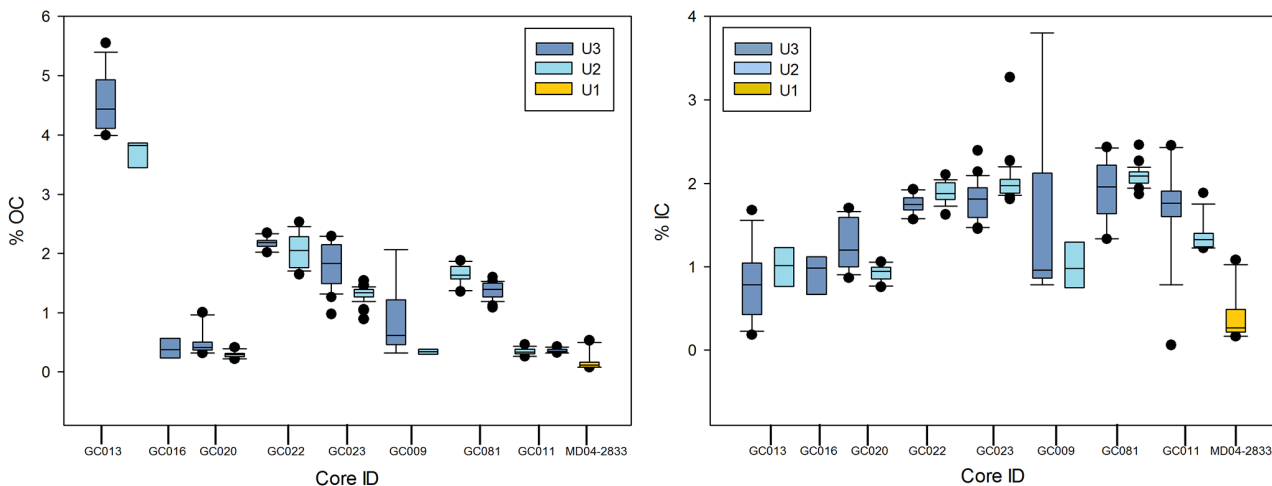 6
5
4
3
2
1
0
% OC
U3
U2
U1
GC013
GC016
GC020
GC022
GC023
GC009
GC081
GC011
MD04-2833
Core ID
4
3
2
1
0
% IC
U3
U2
U1
GC013
GC016
GC020
GC022
GC023
GC009
GC081
GC011
MD04-2833
Core ID